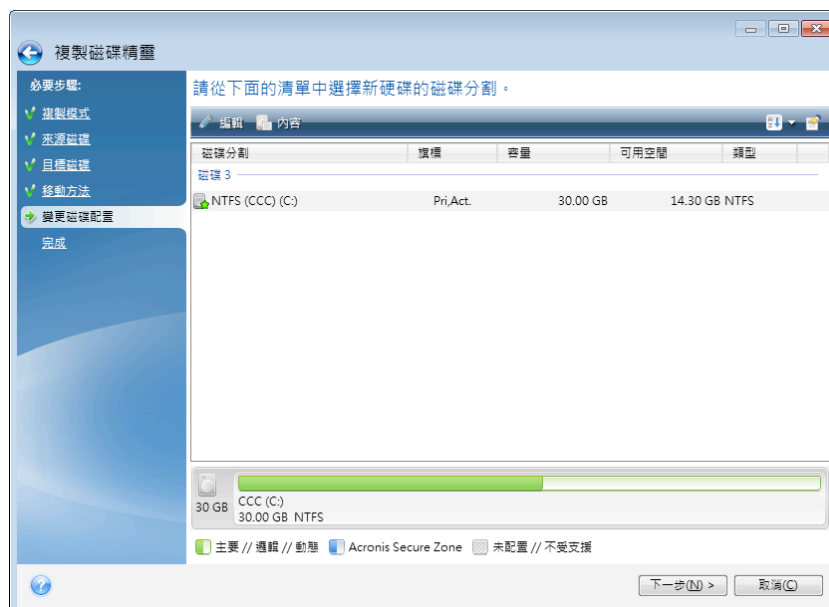 複製磁碟精靈
必要步驟:
複製模式
來源磁碟
目標磁碟
移動方法
變更磁碟配置
完成
請從下面的清單中選擇新硬碟的磁碟分割。
編輯 內容
磁碟分割 旗標 容量 可用空間 類型
磁碟 3
NTFS (CCC) (C:) Pri,Act. 30.00 GB 14.30 GB NTFS
30 GB
CCC (C:)
30.00 GB NTFS
主要 // 邏輯 // 動態 Acronis Secure Zone 未配置 // 不受支援
下一步(N) > 取消(C)